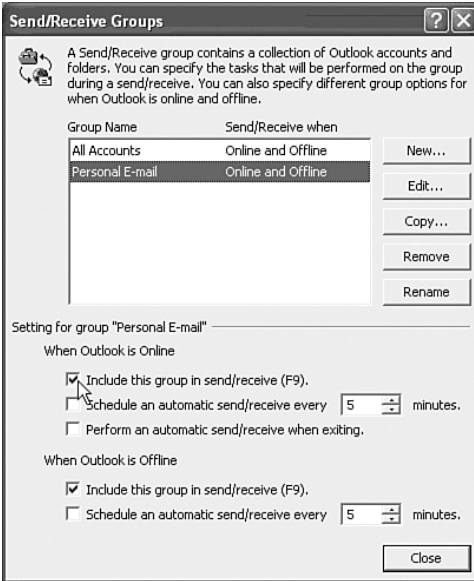 Send/Receive Groups
A Send/Receive group contains a collection of Outlook accounts and
folders. You can specify the tasks that will be performed on the group
during a send/receive. You can also specify different group options for
when Outlook is online and offline.
Group Name Send/Receive when
All Accounts Online and Offline
Personal E-mail Online and Offline
New...
Edit...
Copy...
Remove
Rename
Setting for group "Personal E-mail"
When Outlook is Online
Include this group in send/receive (F9).
Schedule an automatic send/receive every 5 minutes.
Perform an automatic send/receive when exiting.
When Outlook is Offline
Include this group in send/receive (F9).
Schedule an automatic send/receive every 5 minutes.
Close